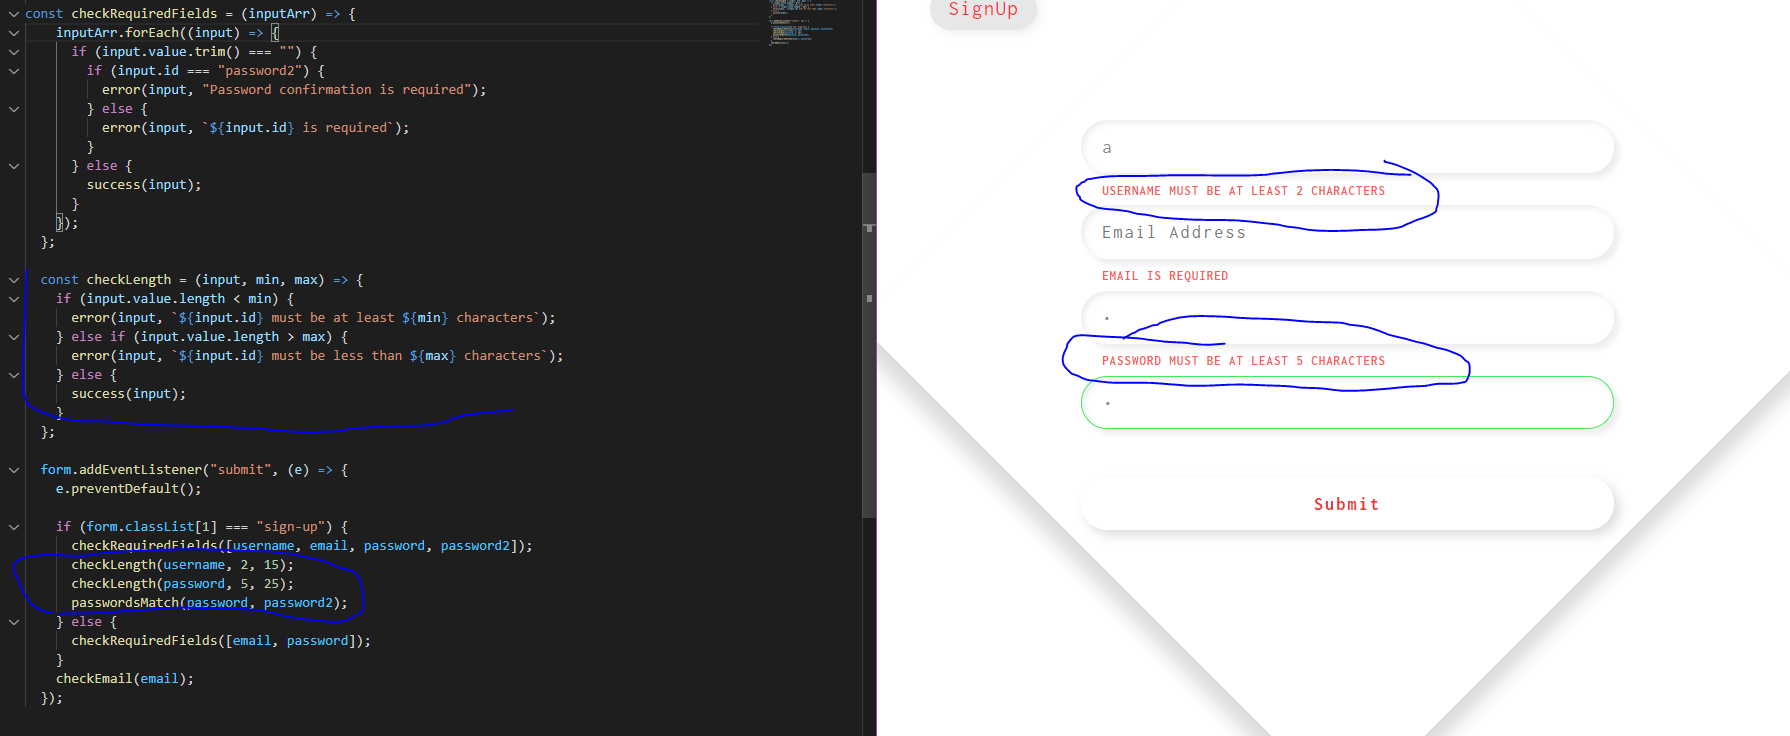 const checkRequiredFields = (inputArr) => {
inputArr.forEach((input) => {
if (input.value.trim() === "") {
if (input.id === "password2") {
error(input, "Password confirmation is required");
} else {
error(input, `${input.id} is required`);
}
} else {
success(input);
}
});
};
const checkLength = (input, min, max) => {
if (input.value.length < min) {
error(input, `${input.id} must be at least ${min} characters`);
} else if (input.value.length > max) {
error(input, `${input.id} must be less than ${max} characters`);
} else {
success(input);
}
};
form.addEventListener("submit", (e) => {
e.preventDefault();
if (form.classList[1] === "sign-up") {
checkRequiredFields([username, email, password, password2]);
checkLength(username, 2, 15);
checkLength(password, 5, 25);
passwordsMatch(password, password2);
} else {
checkRequiredFields([email, password]);
}
checkEmail(email);
});
SignUp
a
USERNAME MUST BE AT LEAST 2 CHARACTERS
Email Address
EMAIL IS REQUIRED
PASSWORD MUST BE AT LEAST 5 CHARACTERS
Submit